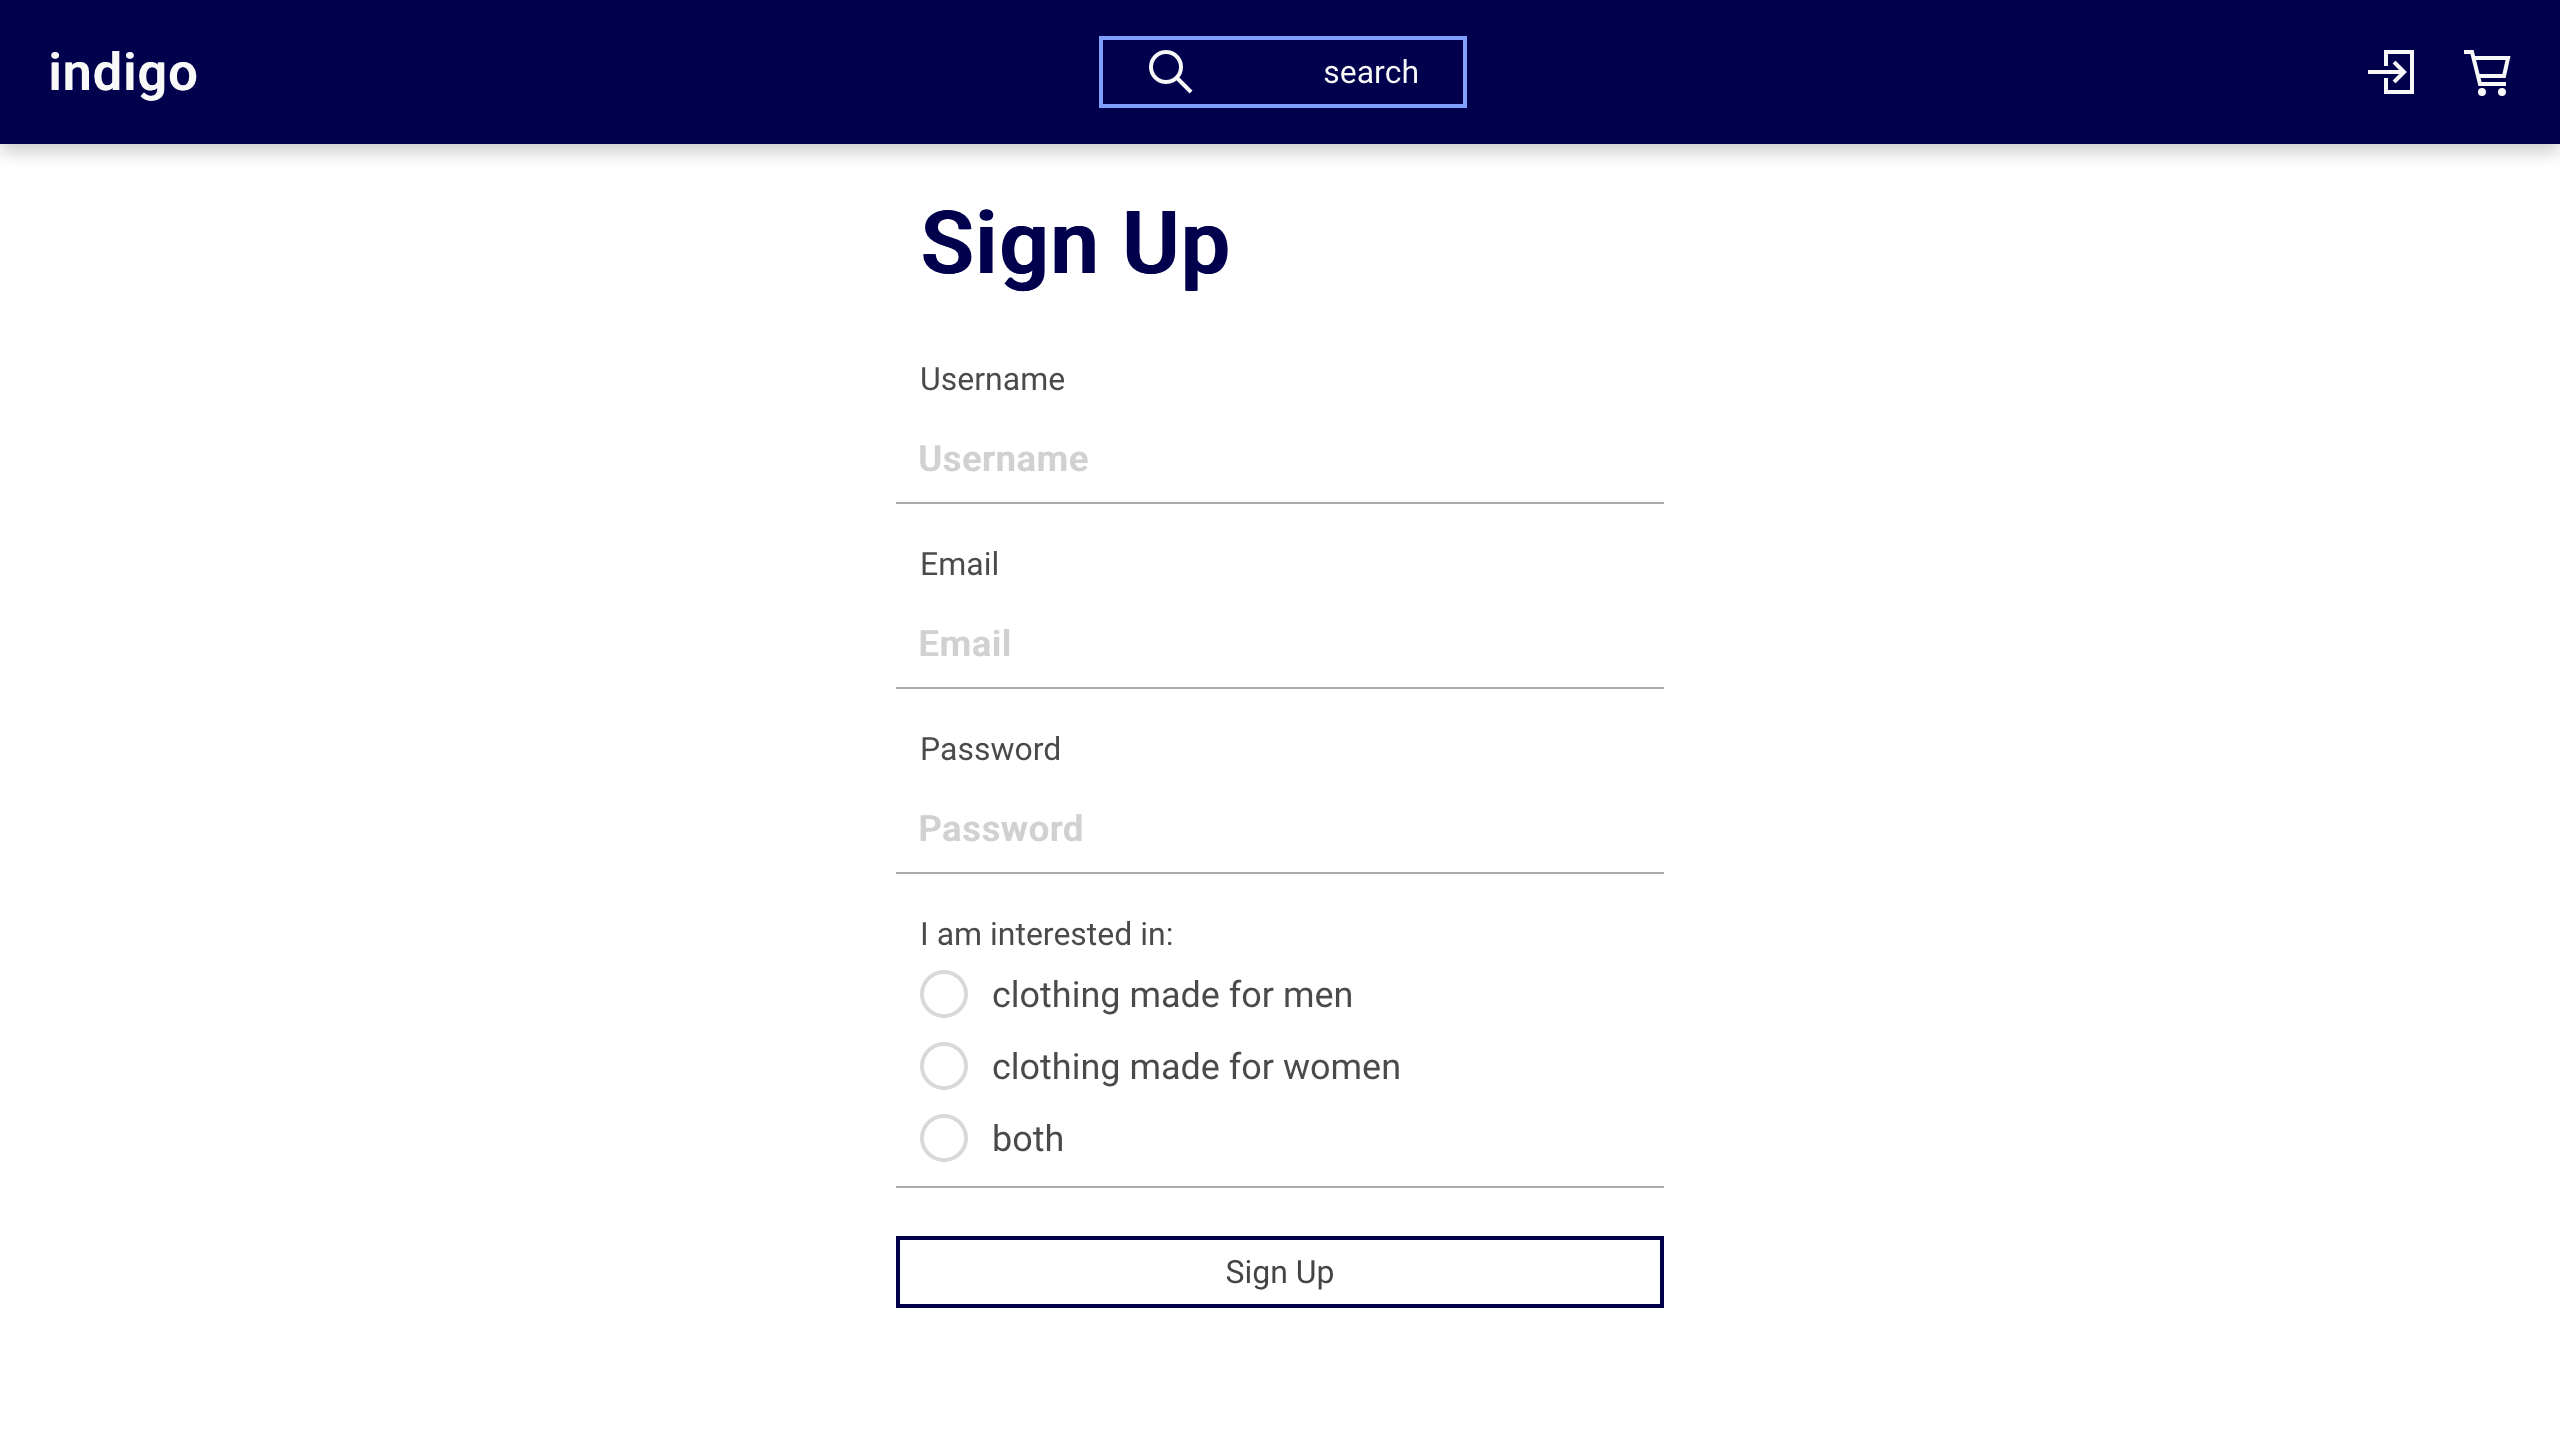 indigo
search
Sign Up
Username
Username
Email
Email
Password
Password
I am interested in:
clothing made for men
clothing made for women
both
Sign Up